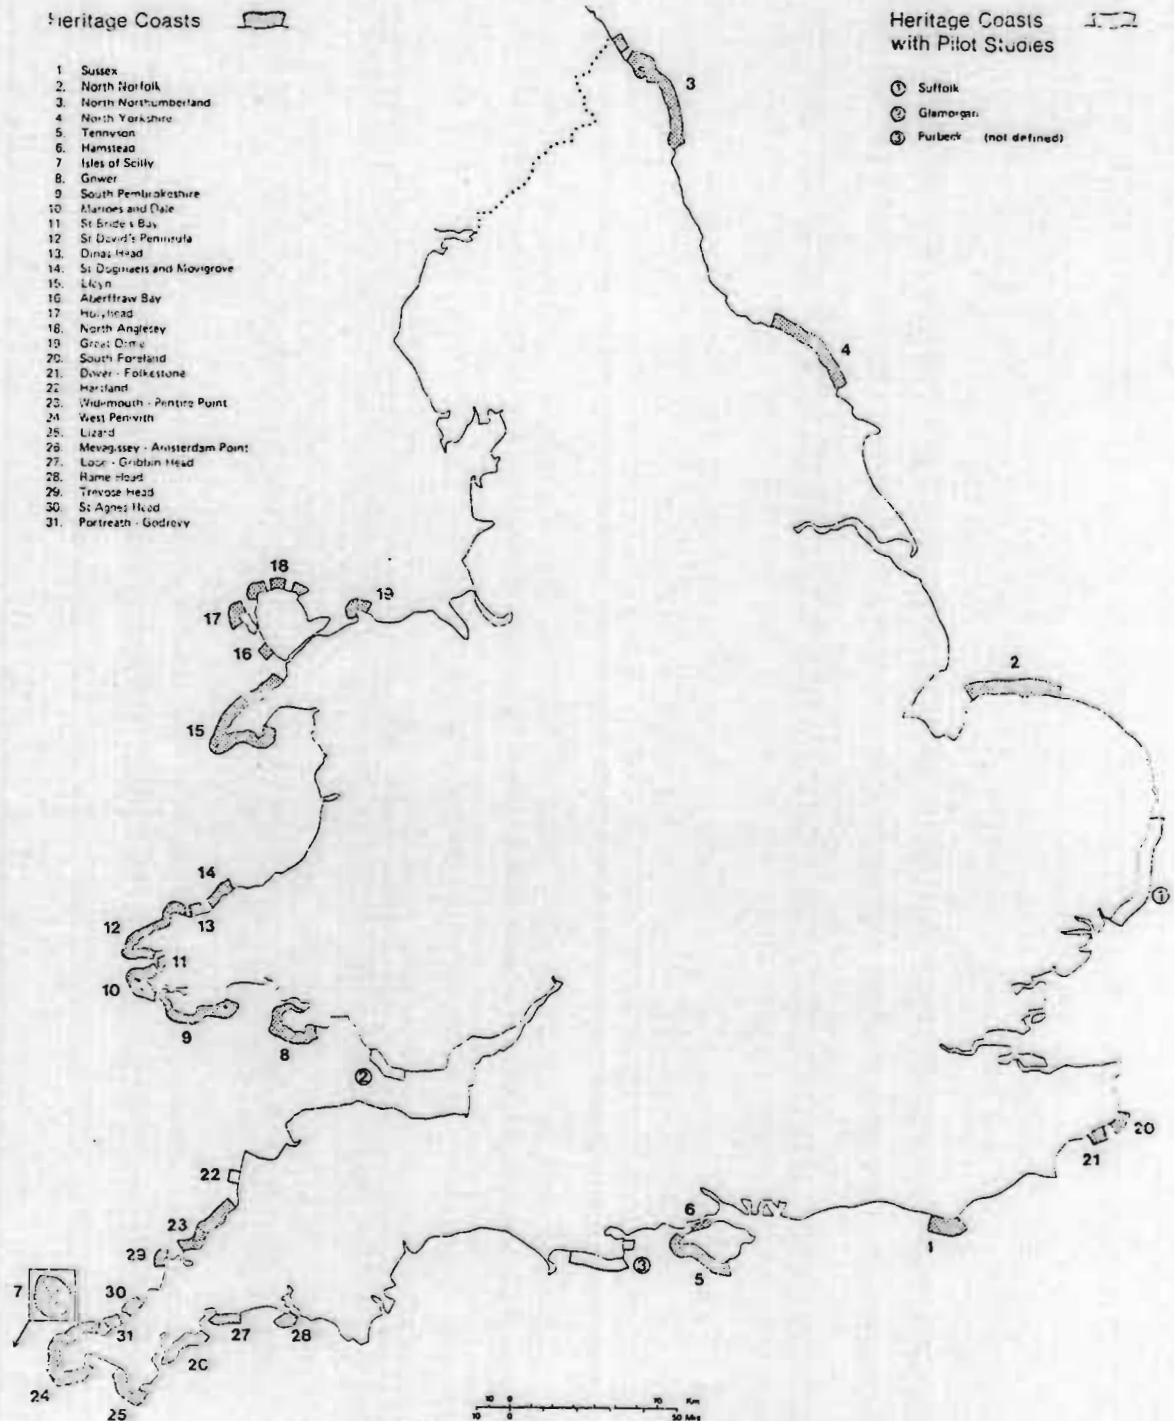 Heritage Coasts
1 Sussex
2. North Norfolk
3. North Northumberland
4 North Yorkshire
5. Tennyson
6. Hamstead
7 Isles of Scilly
8. Gower
9 South Pembrokeshire
10 Marloes and Dale
11 St Bride's Bay
12 St David's Peninsula
13. Dinas Head
14. St Dogmaels and Moylgrove
15. Lleyn
16 Aberffraw Bay
17 Holyhead
18. North Anglesey
19 Great Orme
20. South Foreland
21. Dover - Folkestone
22 Hartland
23. Widemouth - Pentire Point
24 West Penwith
25. Lizard
26 Mevagissey - Amsterdam Point
27. Looe - Gribbin Head
28. Rame Head
29. Trevose Head
30. St Agnes Head
31. Portreath - Godrevy
Heritage Coasts
with Pilot Studies
① Suffolk
② Glamorgan
③ Purbeck (not defined)
3
4
18
19
17
16
2
15
14
①
12
13
11
10
9
8
②
20
21
22
6
23
1
29
③
5
7
30
31
27
28
26
24
25
10 0 70 Km
10 0 50 Mls